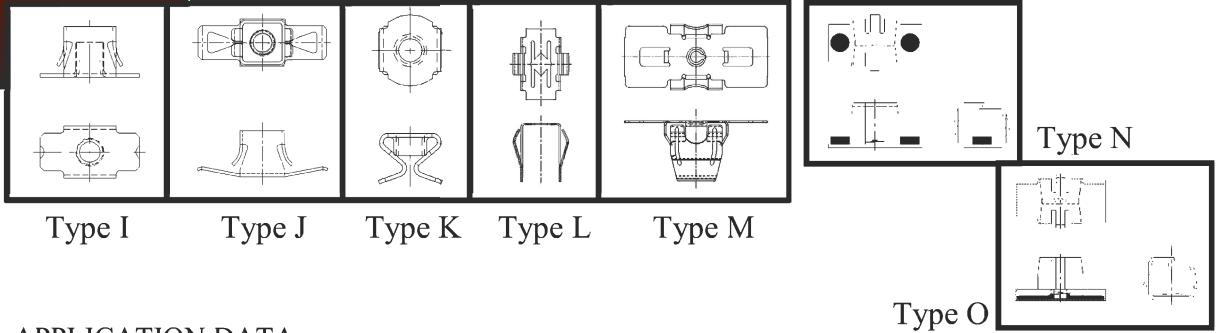 Type N
Type I Type J Type K Type L Type M
Type O
APPLICATION DATA